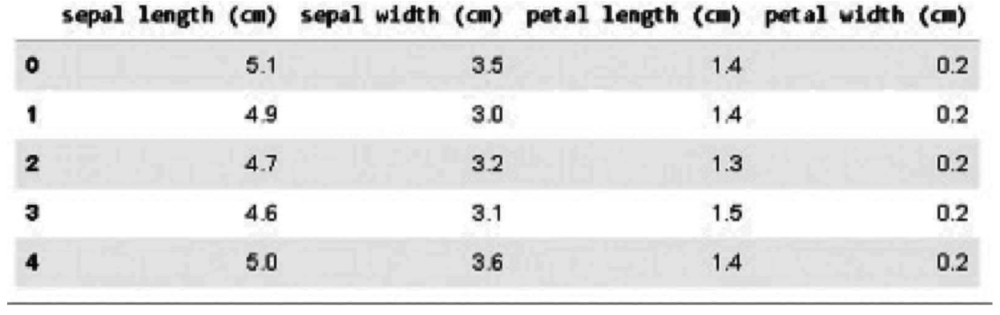 sepal length (cm) sepal width (cm) petal length (cm) petal width (cm)
0 5.1 3.5 1.4 0.2
1 4.9 3.0 1.4 0.2
2 4.7 3.2 1.3 0.2
3 4.6 3.1 1.5 0.2
4 5.0 3.6 1.4 0.2